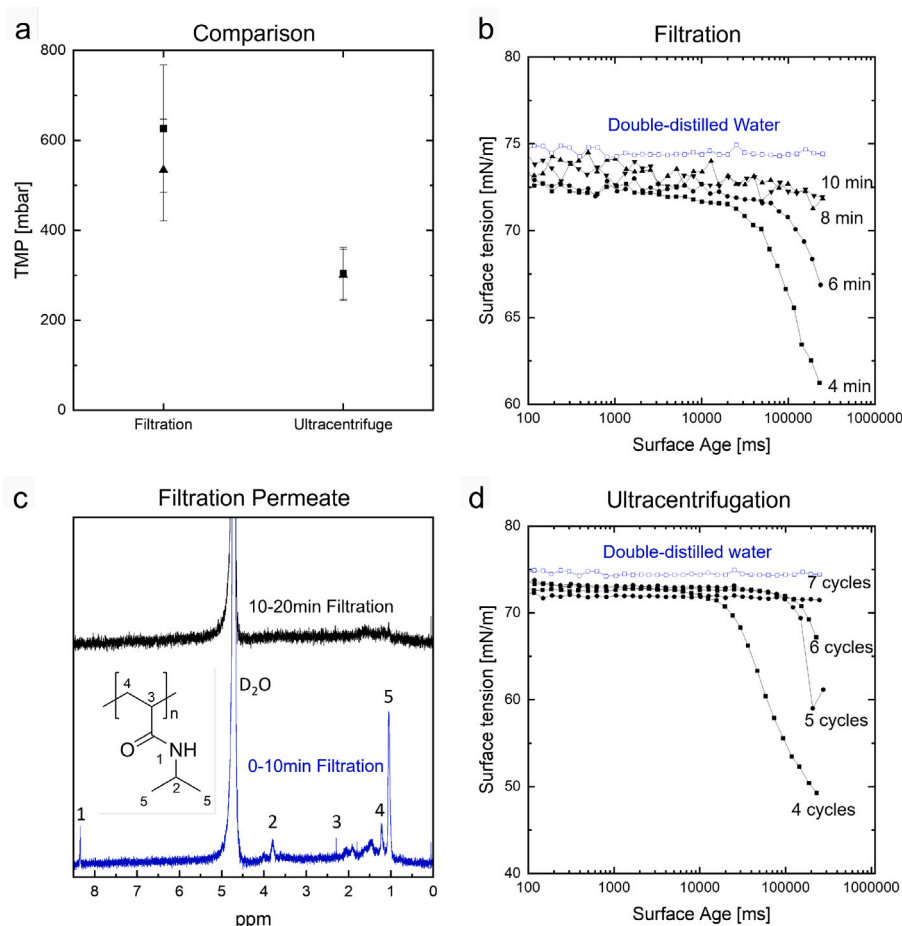 a
Comparison
800
600
400
200
0
TMP [mbar]
Filtration
Ultracentrifuge
b
Filtration
80
75
70
65
60
Surface tension [mN/m]
Double-distilled Water
10 min
8 min
6 min
4 min
100
1000
10000
100000
1000000
Surface Age [ms]
c
Filtration Permeate
10-20min Filtration
D2O
0-10min Filtration
4
3
n
O
NH
1
2
5
5
1
2
3
4
5
8
7
6
5
4
3
2
1
0
ppm
d
Ultracentrifugation
80
70
60
50
40
Surface tension [mN/m]
Double-distilled water
7 cycles
6 cycles
5 cycles
4 cycles
100
1000
10000
100000
1000000
Surface Age [ms]